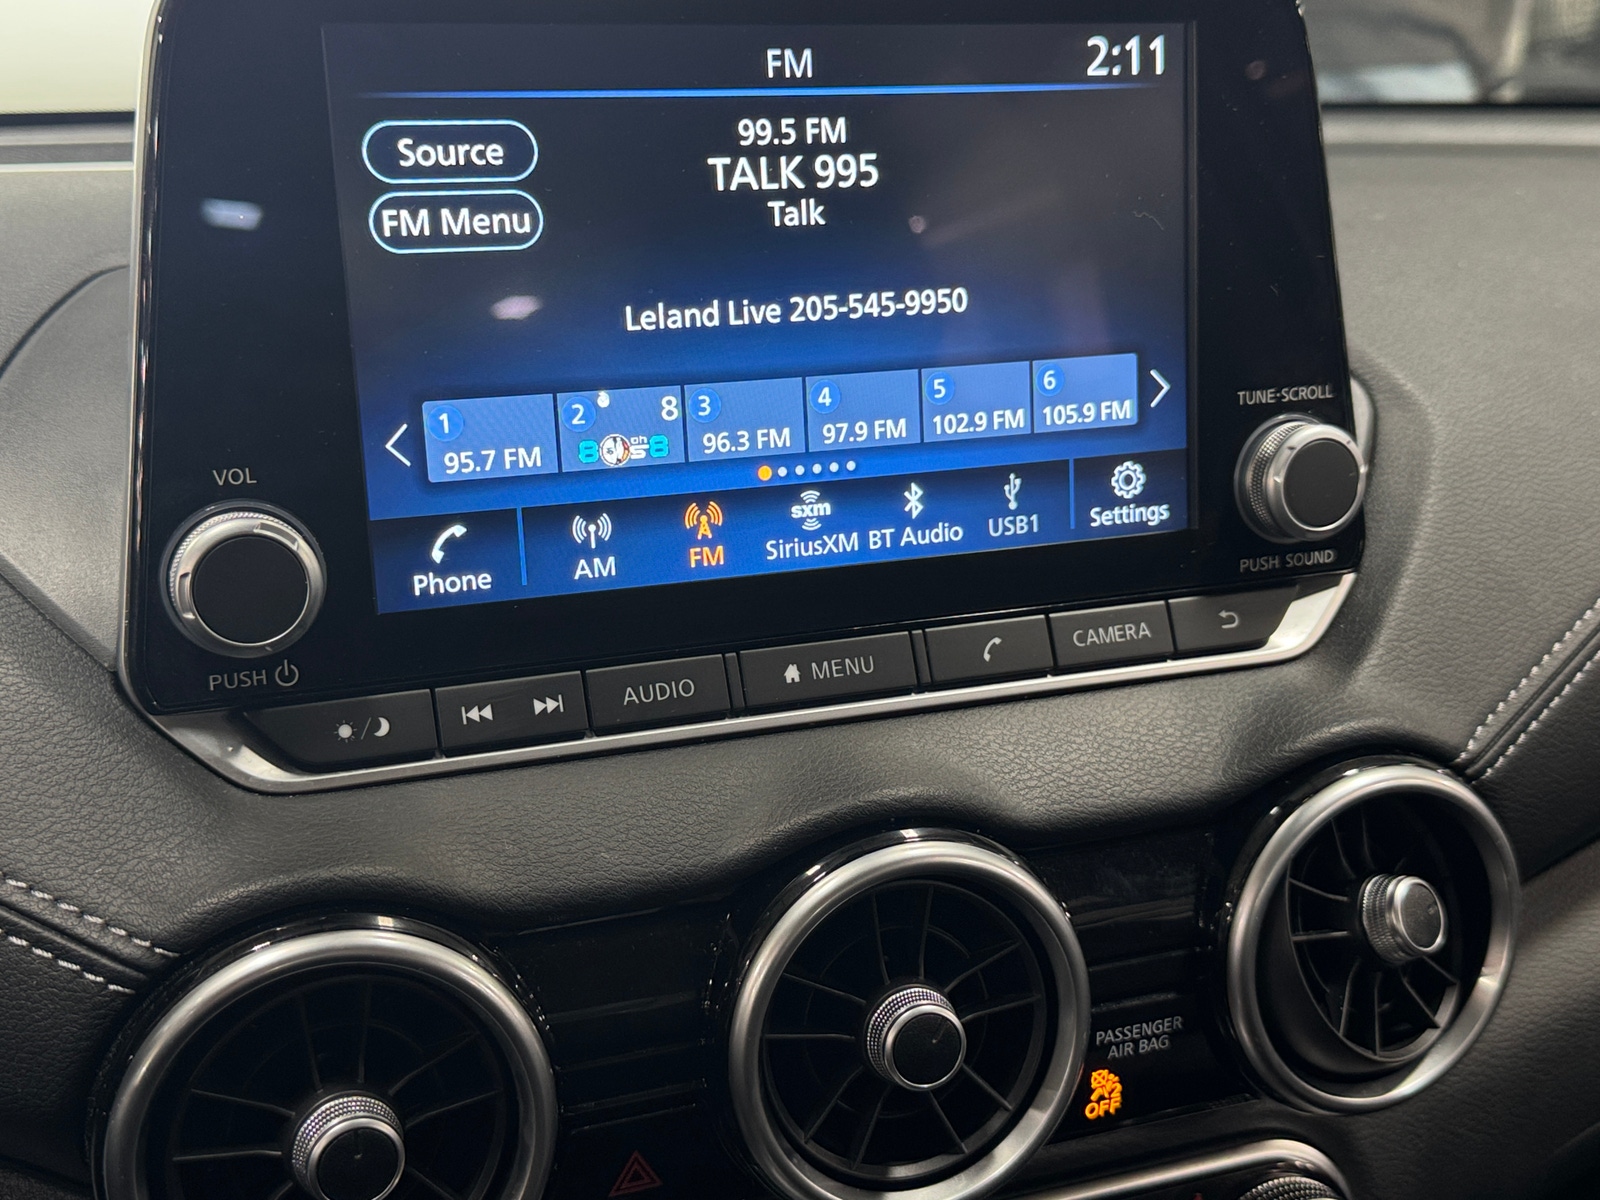 FM
2:11
Source
99.5 FM
TALK 995
FM Menu
Talk
Leland Live 205-545-9950
1
95.7 FM
2
8
3
96.3 FM
4
97.9 FM
5
102.9 FM
6
105.9 FM
Phone
AM
FM
sxm
SiriusXM
BT Audio
USB1
Settings
VOL
PUSH
TUNE·SCROLL
PUSH SOUND
AUDIO
MENU
CAMERA
PASSENGER
AIR BAG
OFF